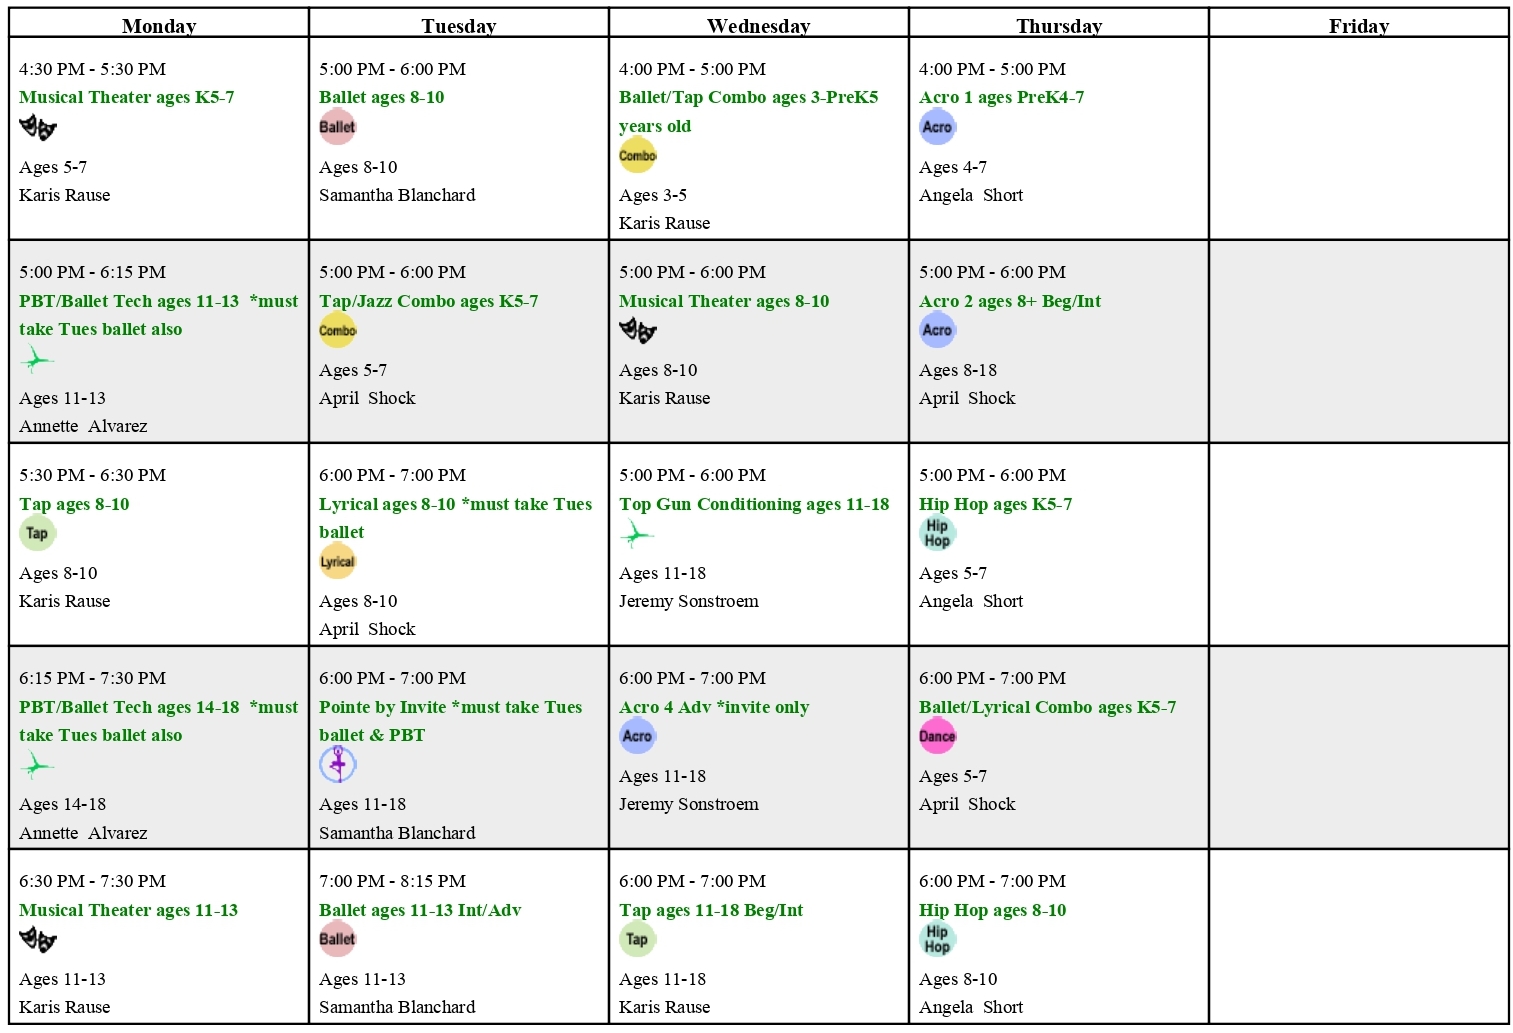 Monday
Tuesday
Wednesday
Thursday
Friday
4:30 PM - 5:30 PM
Musical Theater ages K5-7
Ages 5-7
Karis Rause
5:00 PM - 6:00 PM
Ballet ages 8-10
Ballet
Ages 8-10
Samantha Blanchard
4:00 PM - 5:00 PM
Ballet/Tap Combo ages 3-PreK5
years old
Combo
Ages 3-5
Karis Rause
4:00 PM - 5:00 PM
Acro 1 ages PreK4-7
Acro
Ages 4-7
Angela Short
5:00 PM - 6:15 PM
PBT/Ballet Tech ages 11-13 *must
take Tues ballet also
Ages 11-13
Annette Alvarez
5:00 PM - 6:00 PM
Tap/Jazz Combo ages K5-7
Combo
Ages 5-7
April Shock
5:00 PM - 6:00 PM
Musical Theater ages 8-10
Ages 8-10
Karis Rause
5:00 PM - 6:00 PM
Acro 2 ages 8+ Beg/Int
Acro
Ages 8-18
April Shock
5:30 PM - 6:30 PM
Tap ages 8-10
Tap
Ages 8-10
Karis Rause
6:00 PM - 7:00 PM
Lyrical ages 8-10 *must take Tues
ballet
Lyrical
Ages 8-10
April Shock
5:00 PM - 6:00 PM
Top Gun Conditioning ages 11-18
Ages 11-18
Jeremy Sonstroem
5:00 PM - 6:00 PM
Hip Hop ages K5-7
Hip
Hop
Ages 5-7
Angela Short
6:15 PM - 7:30 PM
PBT/Ballet Tech ages 14-18 *must
take Tues ballet also
Ages 14-18
Annette Alvarez
6:00 PM - 7:00 PM
Pointe by Invite *must take Tues
ballet & PBT
Ages 11-18
Samantha Blanchard
6:00 PM - 7:00 PM
Acro 4 Adv *invite only
Acro
Ages 11-18
Jeremy Sonstroem
6:00 PM - 7:00 PM
Ballet/Lyrical Combo ages K5-7
Dance
Ages 5-7
April Shock
6:30 PM - 7:30 PM
Musical Theater ages 11-13
Ages 11-13
Karis Rause
7:00 PM - 8:15 PM
Ballet ages 11-13 Int/Adv
Ballet
Ages 11-13
Samantha Blanchard
6:00 PM - 7:00 PM
Tap ages 11-18 Beg/Int
Tap
Ages 11-18
Karis Rause
6:00 PM - 7:00 PM
Hip Hop ages 8-10
Hip
Hop
Ages 8-10
Angela Short